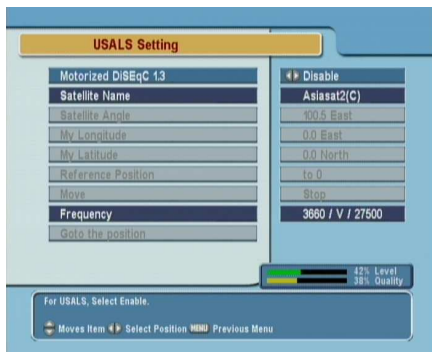 USALS Setting
Motorized DiSEqC 1.3 Disable
Satellite Name Asiasat2(C)
Satellite Angle 100.5 East
My Longitude 0.0 East
My Latitude 0.0 North
Reference Position to 0
Move Stop
Frequency 3660 / V / 27500
Goto the position
42% Level
38% Quality
For USALS, Select Enable.
Moves Item Select Position MENU Previous Menu